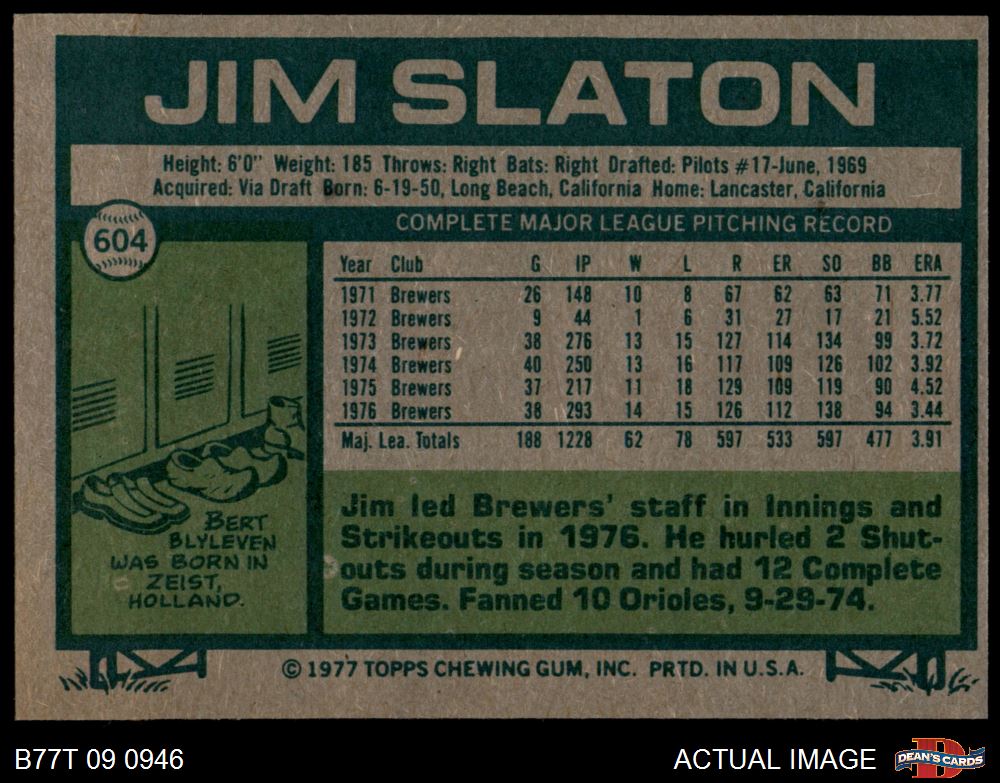 JIM SLATON
Height: 6'0" Weight: 185 Throws: Right Bats: Right Drafted: Pilots #17-June, 1969
Acquired: Via Draft Born: 6-19-50, Long Beach, California Home: Lancaster, California
604
COMPLETE MAJOR LEAGUE PITCHING RECORD
Year Club G IP W L R ER SO BB ERA
1971 Brewers 26 148 10 8 67 62 63 71 3.77
1972 Brewers 9 44 1 6 31 27 17 21 5.52
1973 Brewers 38 276 13 15 127 114 134 99 3.72
1974 Brewers 40 250 13 16 117 109 126 102 3.92
1975 Brewers 37 217 11 18 129 109 119 90 4.52
1976 Brewers 38 293 14 15 126 112 138 94 3.44
Maj. Lea. Totals 188 1228 62 78 597 533 597 477 3.91
BERT
BLYLEVEN
WAS BORN IN
ZEIST,
HOLLAND.
Jim led Brewers' staff in Innings and
Strikeouts in 1976. He hurled 2 Shut-
outs during season and had 12 Complete
Games. Fanned 10 Orioles, 9-29-74.
© 1977 TOPPS CHEWING GUM, INC. PRTD. IN U.S.A.
B77T 09 0946
ACTUAL IMAGE
D
DEAN'S CARDS